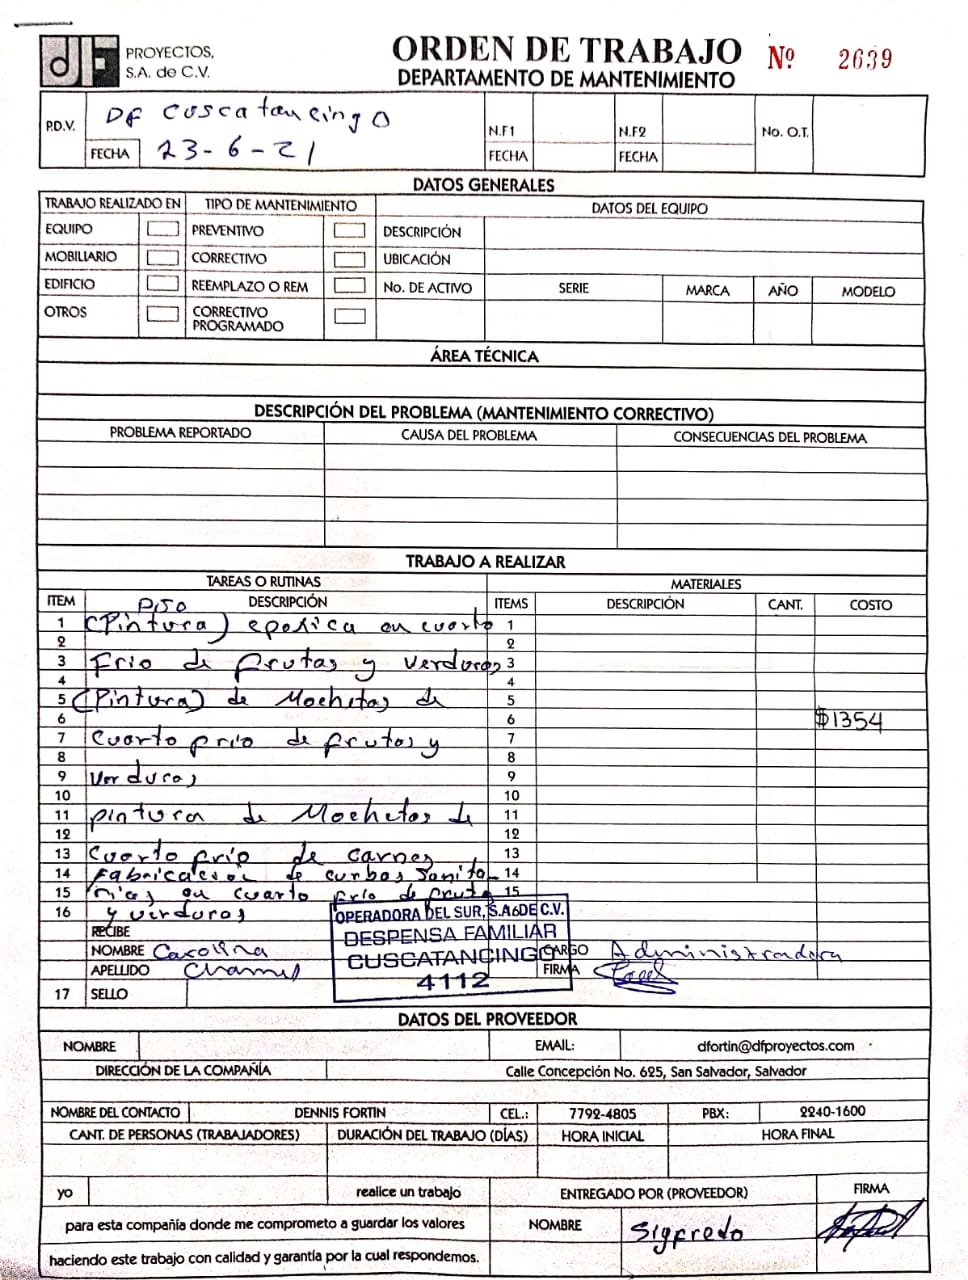 df PROYECTOS, S.A. de C.V.
ORDEN DE TRABAJO Nº 2639
DEPARTAMENTO DE MANTENIMIENTO
P.D.V. DF Cuscatancingo
FECHA 23-6-21
N.F1 N.F2 No. O.T.
FECHA FECHA
DATOS GENERALES
TRABAJO REALIZADO EN TIPO DE MANTENIMIENTO DATOS DEL EQUIPO
EQUIPO PREVENTIVO DESCRIPCIÓN
MOBILIARIO CORRECTIVO UBICACIÓN
EDIFICIO REEMPLAZO O REM No. DE ACTIVO SERIE MARCA AÑO MODELO
OTROS CORRECTIVO PROGRAMADO
ÁREA TÉCNICA
DESCRIPCIÓN DEL PROBLEMA (MANTENIMIENTO CORRECTIVO)
PROBLEMA REPORTADO CAUSA DEL PROBLEMA CONSECUENCIAS DEL PROBLEMA
TRABAJO A REALIZAR
TAREAS O RUTINAS MATERIALES
ITEM DESCRIPCIÓN ITEMS DESCRIPCIÓN CANT. COSTO
Piso
1 (Pintura) epoxica en cuarto 1
2 2
3 frio de frutas y verduras 3
4 4
5 (Pintura) de Mochetas de 5
6 6 $1354
7 Cuarto frio de frutas y 7
8 8
9 Verduras 9
10 10
11 pintura de Mochetas de 11
12 12
13 Cuarto frio de carnes 13
14 Fabricacion de curbas sanita 14
15 rias en cuarto frio de fruta 15
16 y verduras
RECIBE
NOMBRE Carolina CARGO Administradora
APELLIDO FIRMA
17 SELLO
OPERADORA DEL SUR, S.A DE C.V.
DESPENSA FAMILIAR
CUSCATANCINGO
4112
DATOS DEL PROVEEDOR
NOMBRE EMAIL: dfortin@dfproyectos.com
DIRECCIÓN DE LA COMPAÑÍA Calle Concepción No. 625, San Salvador, Salvador
NOMBRE DEL CONTACTO DENNIS FORTIN CEL.: 7792-4805 PBX: 2240-1600
CANT. DE PERSONAS (TRABAJADORES) DURACIÓN DEL TRABAJO (DÍAS) HORA INICIAL HORA FINAL
yo realice un trabajo ENTREGADO POR (PROVEEDOR) FIRMA
para esta compañía donde me comprometo a guardar los valores NOMBRE Sigfredo
haciendo este trabajo con calidad y garantía por la cual respondemos.